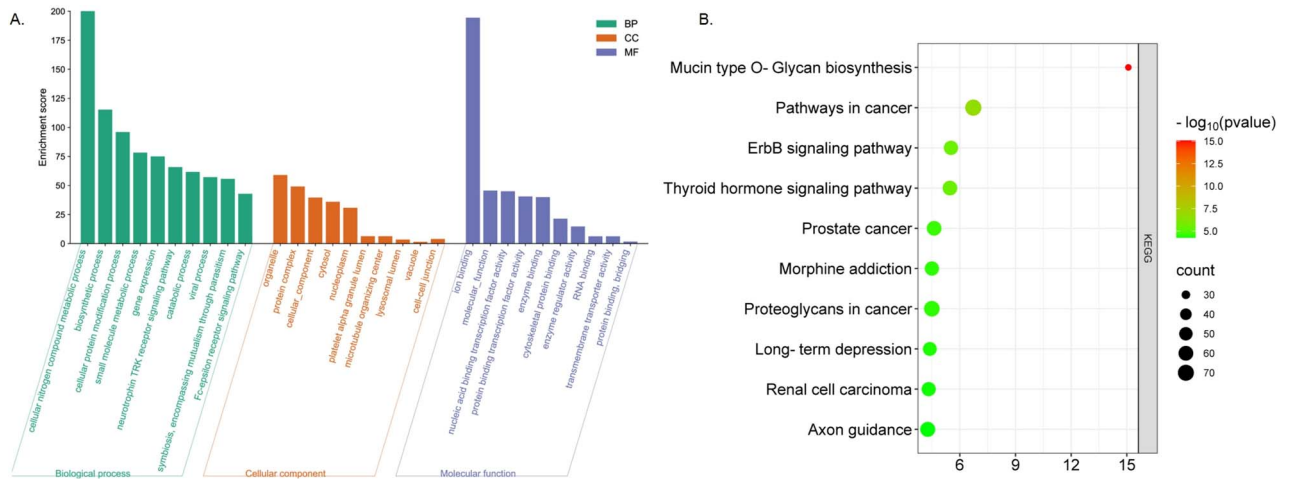 A.
Enrichment score
200
175
150
125
100
75
50
25
0
BP
CC
MF
cellular nitrogen compound metabolic process
biosynthetic process
cellular protein modification process
small molecule metabolic process
gene expression
neurotrophin TRK receptor signaling pathway
catabolic process
viral process
symbiosis, encompassing mutualism through parasitism
Fc-epsilon receptor signaling pathway
organelle
protein complex
cellular_component
cytosol
nucleoplasm
platelet alpha granule lumen
microtubule organizing center
lysosomal lumen
vacuole
cell-cell junction
ion binding
molecular_function
nucleic acid binding transcription factor activity
protein binding transcription factor activity
enzyme binding
cytoskeletal protein binding
enzyme regulator activity
RNA binding
transmembrane transporter activity
protein binding, bridging
Biological process
Cellular component
Molecular function
B.
Mucin type O- Glycan biosynthesis
Pathways in cancer
ErbB signaling pathway
Thyroid hormone signaling pathway
Prostate cancer
Morphine addiction
Proteoglycans in cancer
Long- term depression
Renal cell carcinoma
Axon guidance
6 9 12 15
KEGG
- log10(pvalue)
15.0
12.5
10.0
7.5
5.0
count
30
40
50
60
70